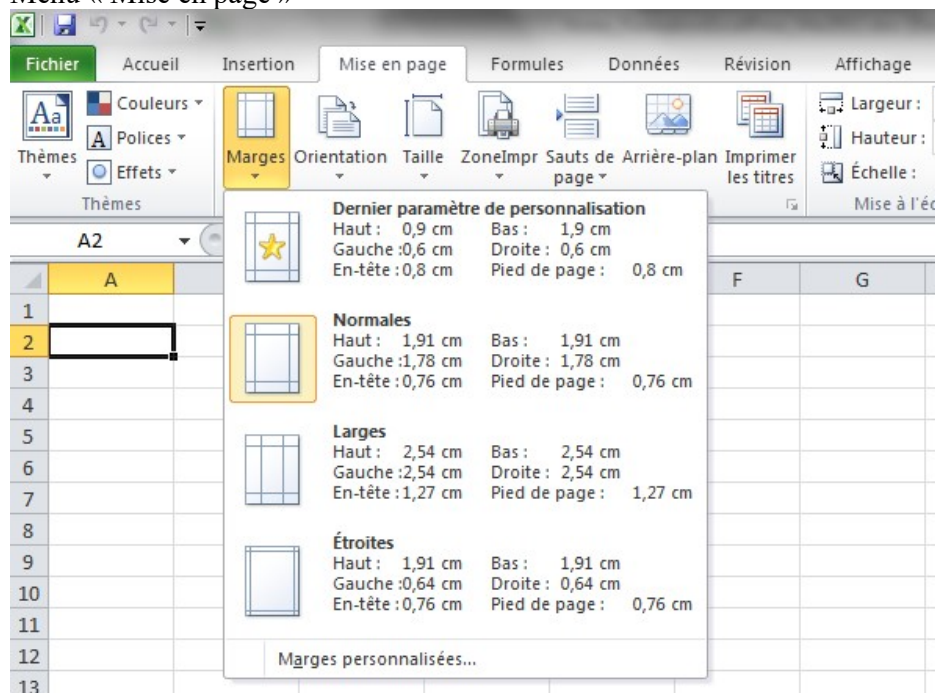 Menu « Mise en page »
Fichier Accueil Insertion Mise en page Formules Données Révision Affichage
Couleurs
Polices
Effets
Thèmes
Thèmes
Marges Orientation Taille ZoneImpr Sauts de page Arrière-plan Imprimer les titres
Largeur :
Hauteur :
Échelle :
Mise à l'éc
A2
A F G
Dernier paramètre de personnalisation
Haut : 0,9 cm Bas : 1,9 cm
Gauche :0,6 cm Droite : 0,6 cm
En-tête :0,8 cm Pied de page : 0,8 cm
Normales
Haut : 1,91 cm Bas : 1,91 cm
Gauche :1,78 cm Droite : 1,78 cm
En-tête :0,76 cm Pied de page : 0,76 cm
Larges
Haut : 2,54 cm Bas : 2,54 cm
Gauche :2,54 cm Droite : 2,54 cm
En-tête :1,27 cm Pied de page : 1,27 cm
Étroites
Haut : 1,91 cm Bas : 1,91 cm
Gauche :0,64 cm Droite : 0,64 cm
En-tête :0,76 cm Pied de page : 0,76 cm
Marges personnalisées...
1
2
3
4
5
6
7
8
9
10
11
12
13